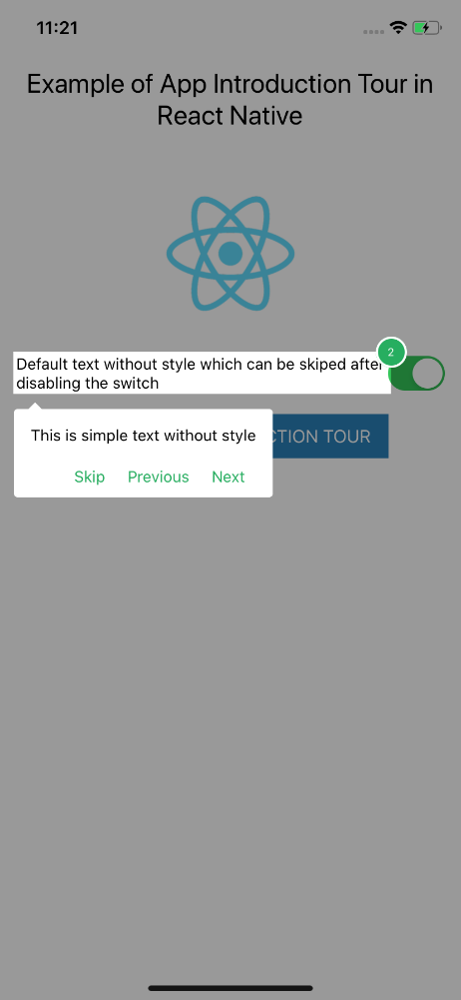 11:21
Example of App Introduction Tour in
React Native
2
Default text without style which can be skiped after
disabling the switch
This is simple text without style
TION TOUR
Skip Previous Next